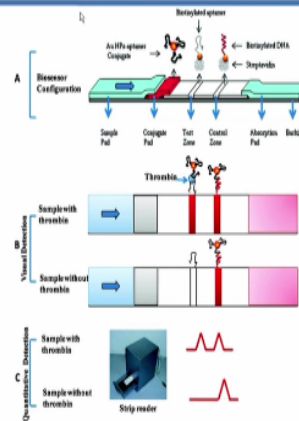 Biotinylated aptamer
Au NPs aptamer
Conjugate
Biotinylated DNA
Streptavidin
A
Biosensor
Configuration
Sample
Pad
Conjugate
Pad
Test
Zone
Control
Zone
Absorption
Pad
Thrombin
Sample with
thrombin
B
Visual Detection
Sample without
thrombin
Sample with
thrombin
C
Quantitative Detection
Sample without
thrombin
Strip reader